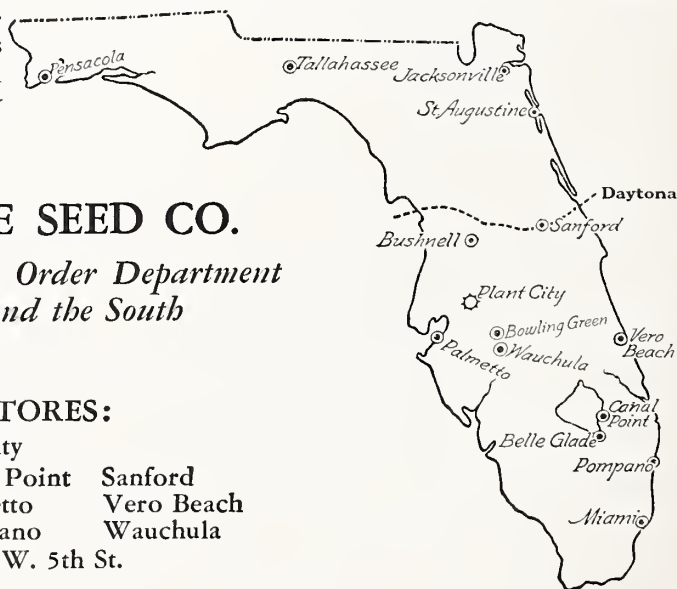 E SEED CO.
Order Department
nd the South
TORES:
ty
Point Sanford
tto Vero Beach
ano Wauchula
W. 5th St.
Pensacola
Tallahassee
Jacksonville
St Augustine
Daytona
Sanford
Bushnell
Plant City
Bowling Green
Wauchula
Palmetto
Vero
Beach
Canal
Point
Belle Glade
Pompano
Miami